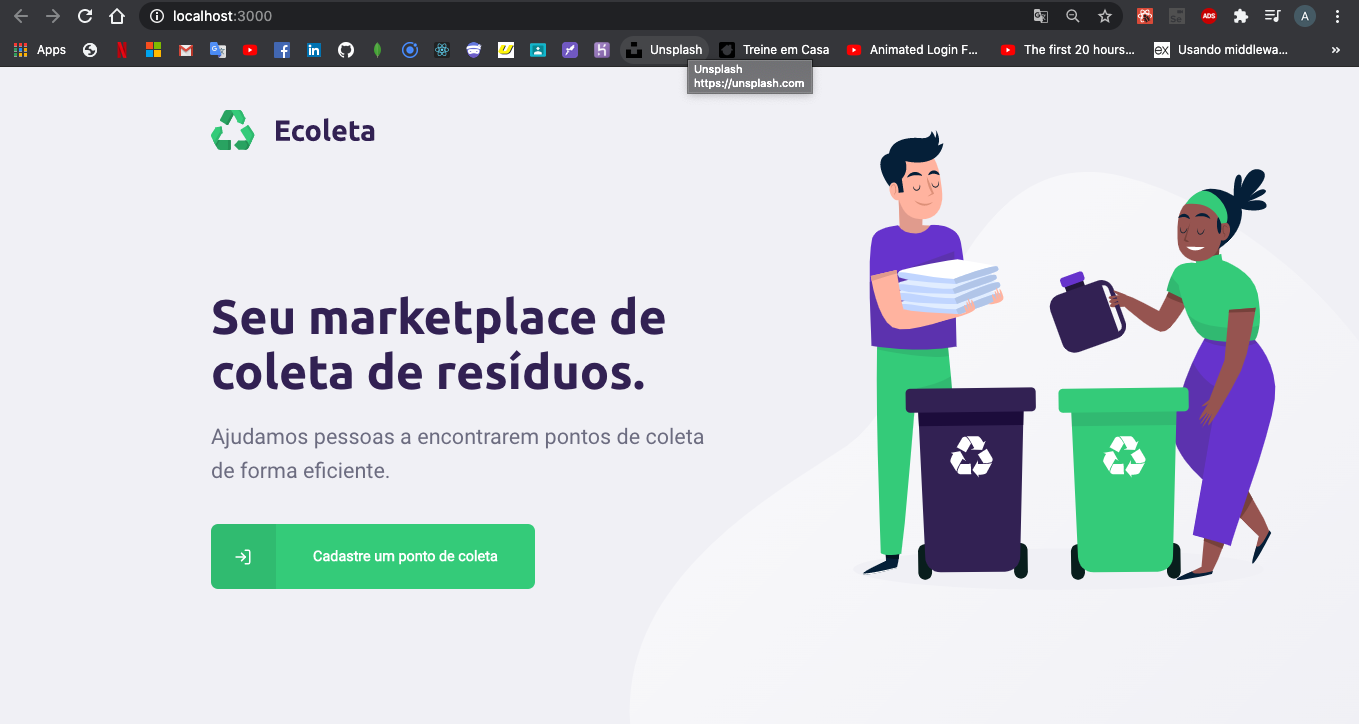 localhost:3000
Se
ADS
A
Apps
Unsplash
Treine em Casa
Animated Login F...
The first 20 hours...
ex
Usando middlewa...
»
Unsplash
https://unsplash.com
Ecoleta
Seu marketplace de
coleta de resíduos.
Ajudamos pessoas a encontrarem pontos de coleta
de forma eficiente.
Cadastre um ponto de coleta